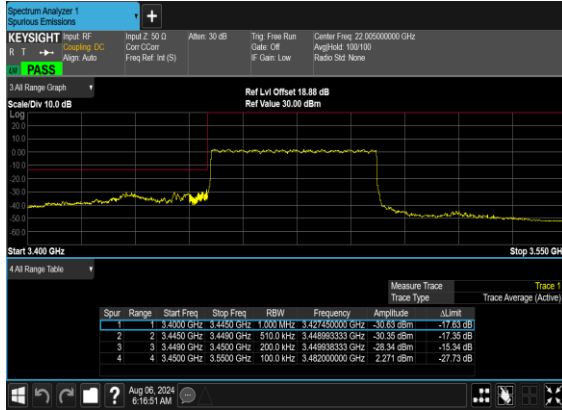 Spectrum Analyzer 1
Spurious Emissions
KEYSIGHT Input: RF Input Z: 50 Ω Atten: 30 dB Trig: Free Run Center Freq: 22.005000000 GHz
R T Coupling: DC Corr CCorr Gate: Off Avg|Hold: 100/100
Align: Auto Freq Ref: Int (S) IF Gain: Low Radio Std: None
PASS
3 All Range Graph
Ref Lvl Offset 18.88 dB
Scale/Div 10.0 dB Ref Value 30.00 dBm
Log
20.0
10.0
0.00
-10.0
-20.0
-30.0
-40.0
-50.0
-60.0
Start 3.400 GHz Stop 3.550 GH
4 All Range Table
Measure Trace Trace 1
Trace Type Trace Average (Active)
Spur Range Start Freq Stop Freq RBW Frequency Amplitude ΔLimit
1 1 3.4000 GHz 3.4450 GHz 1.000 MHz 3.427450000 GHz -30.63 dBm -17.63 dB
2 2 3.4450 GHz 3.4490 GHz 510.0 kHz 3.448993333 GHz -30.35 dBm -17.35 dB
3 3 3.4490 GHz 3.4500 GHz 200.0 kHz 3.449938333 GHz -28.34 dBm -15.34 dB
4 4 3.4500 GHz 3.5500 GHz 100.0 kHz 3.482000000 GHz 2.271 dBm -27.73 dB
Aug 06, 2024
6:16:51 AM